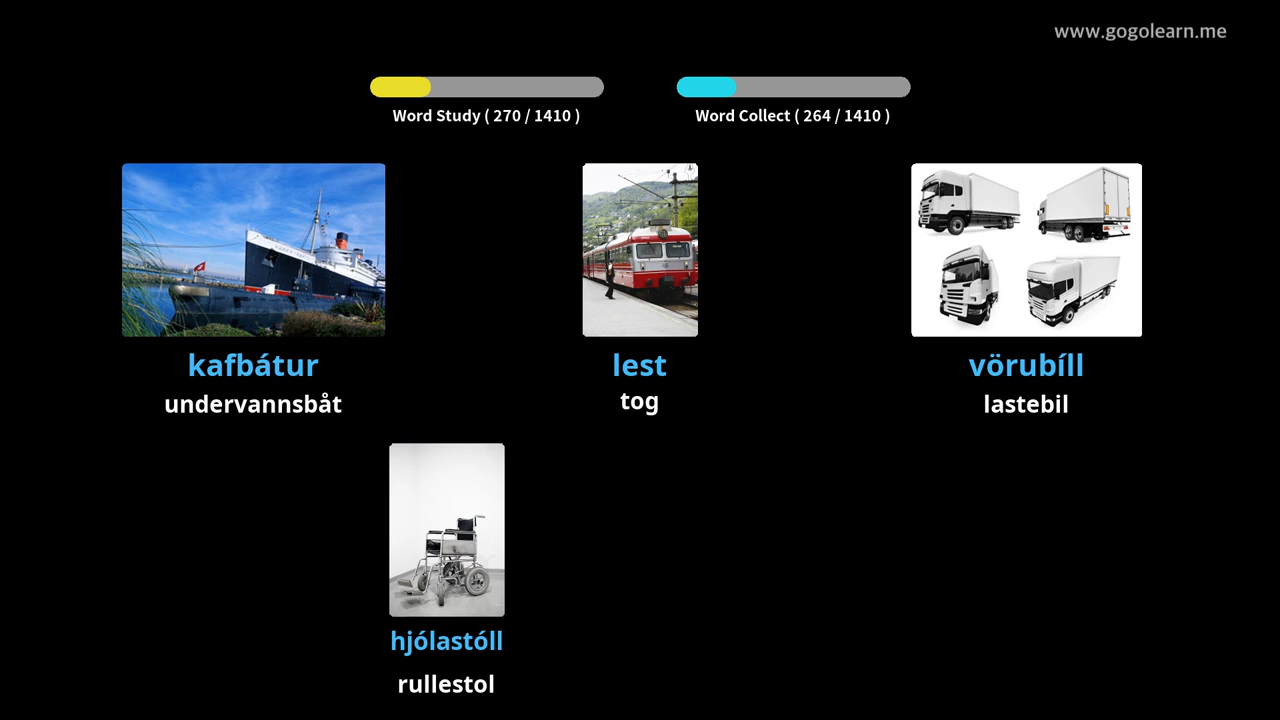 www.gogolearn.me
Word Study ( 270 / 1410 )
Word Collect ( 264 / 1410 )
kafbátur
lest
vörubíll
undervannsbåt
tog
lastebil
hjólastóll
rullestol